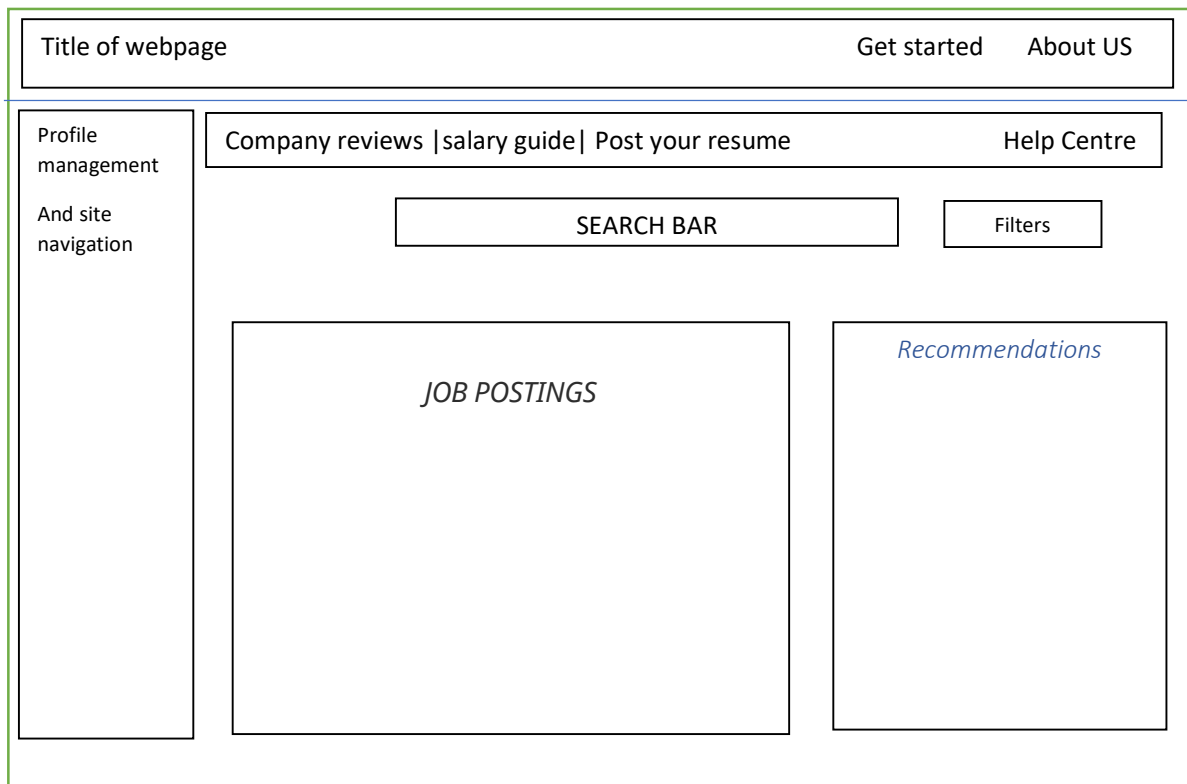 Title of webpage
Get started About US
Profile
management
And site
navigation
Company reviews |salary guide| Post your resume
Help Centre
SEARCH BAR
Filters
JOB POSTINGS
Recommendations